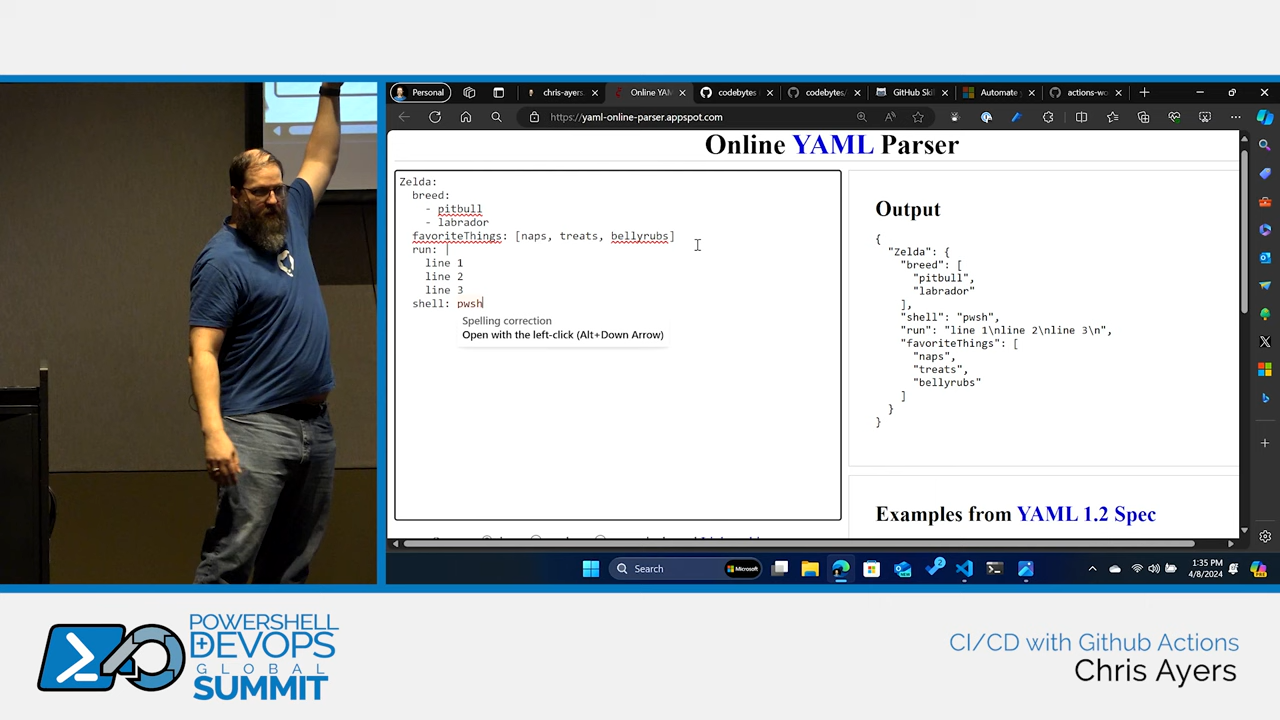 Personal
chris-ayers.
Online YAM
codebytes
codebytes/
GitHub Skil
Automate y
actions-wo
https://yaml-online-parser.appspot.com
Online YAML Parser
Zelda:
breed:
- pitbull
- labrador
favoriteThings: [naps, treats, bellyrubs]
run: |
line 1
line 2
line 3
shell: pwsh
Spelling correction
Open with the left-click (Alt+Down Arrow)
Output
{
"Zelda": {
"breed": [
"pitbull",
"labrador"
],
"shell": "pwsh",
"run": "line 1\nline 2\nline 3\n",
"favoriteThings": [
"naps",
"treats",
"bellyrubs"
]
}
}
Examples from YAML 1.2 Spec
Search
Microsoft
1:35 PM
4/8/2024
POWERSHELL
+DEVOPS
GLOBAL
SUMMIT
CI/CD with Github Actions
Chris Ayers